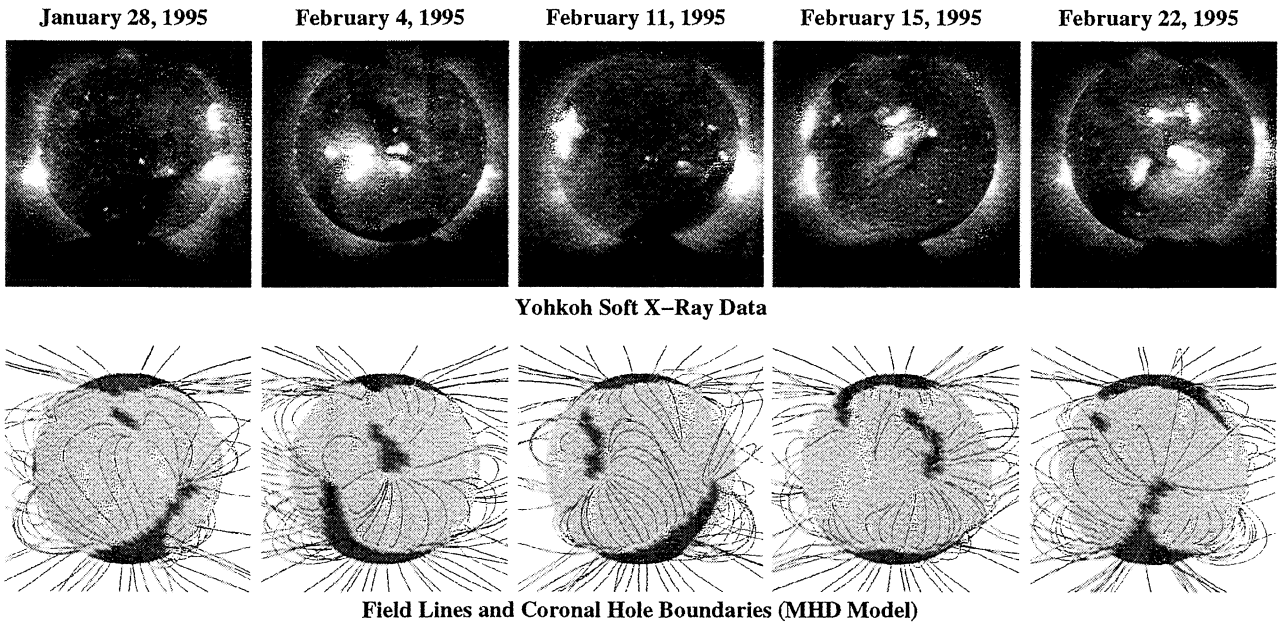 January 28, 1995
February 4, 1995
February 11, 1995
February 15, 1995
February 22, 1995
Yohkoh Soft X–Ray Data
Field Lines and Coronal Hole Boundaries (MHD Model)